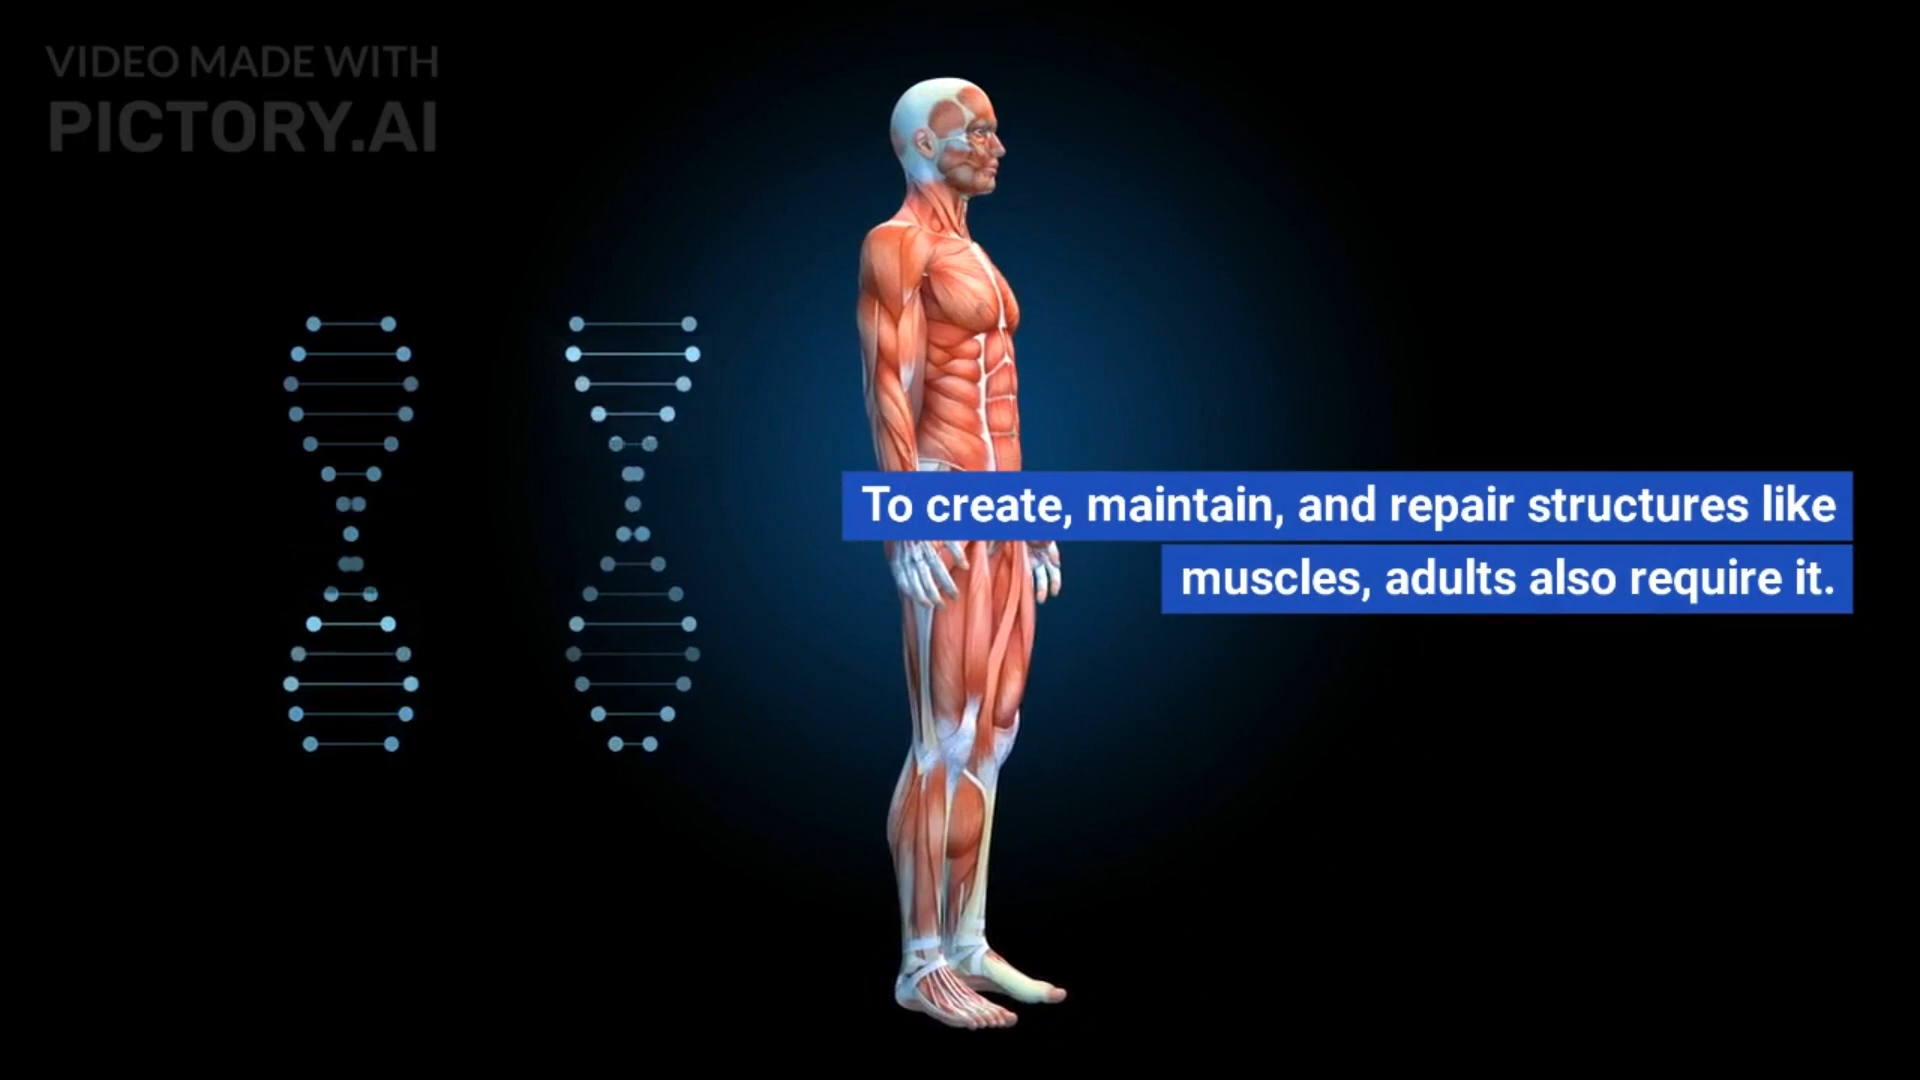 VIDEO MADE WITH
PICTORY.AI
To create, maintain, and repair structures like
muscles, adults also require it.